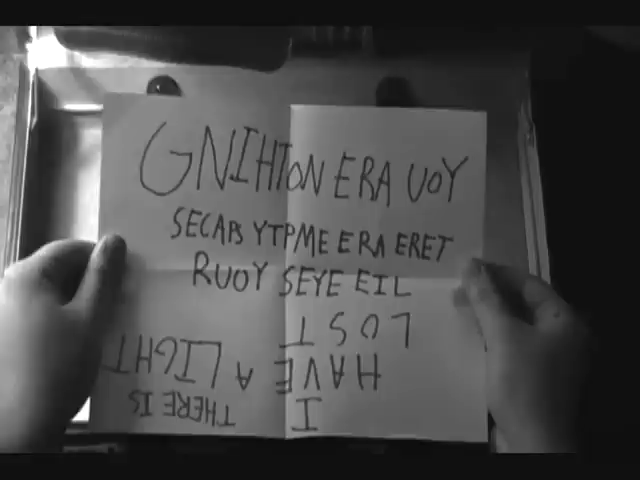 GNIHTON ERA UOY
SECAB YTPME ERA ERET
RUOY SEYE EIL
I THERE IS
HAVE A LIGHT
LOST